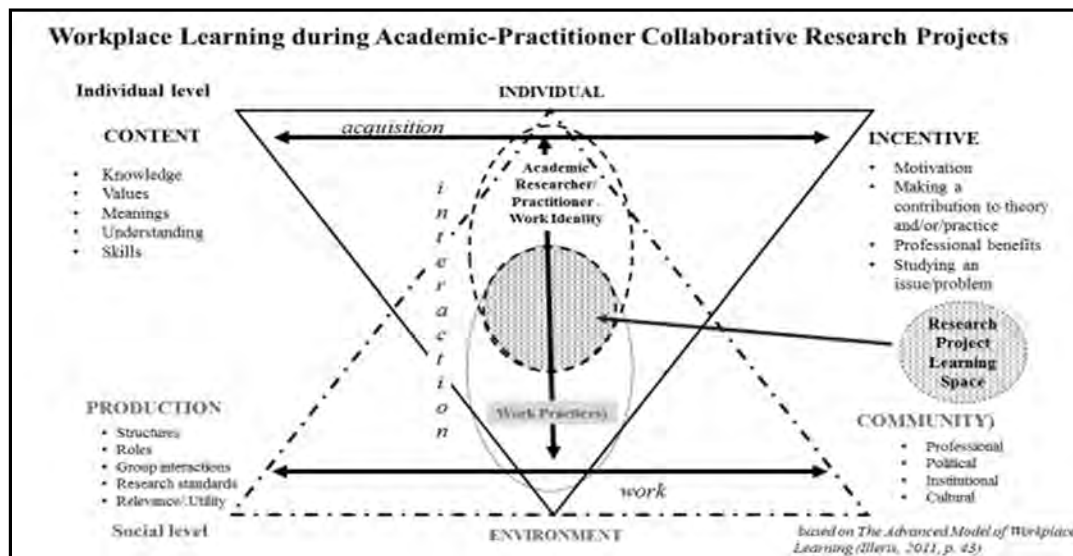 Workplace Learning during Academic-Practitioner Collaborative Research Projects
Individual level
INDIVIDUAL
CONTENT
• Knowledge
• Values
• Meanings
• Understanding
• Skills
acquisition
INCENTIVE
• Motivation
• Making a
contribution to theory
and/or/practice
• Professional benefits
• Studying an
issue/problem
Academic
Researcher/
Practitioner
Work Identity
interaction
Research
Project
Learning
Space
Work Practice(s)
PRODUCTION
• Structures
• Roles
• Group interactions
• Research standards
• Relevance/.Utility
COMMUNITY)
• Professional
• Political
• Institutional
• Cultural
work
Social level
ENVIRONMENT
based on The Advanced Model of Workplace
Learning (Illeris, 2011, p. 43)